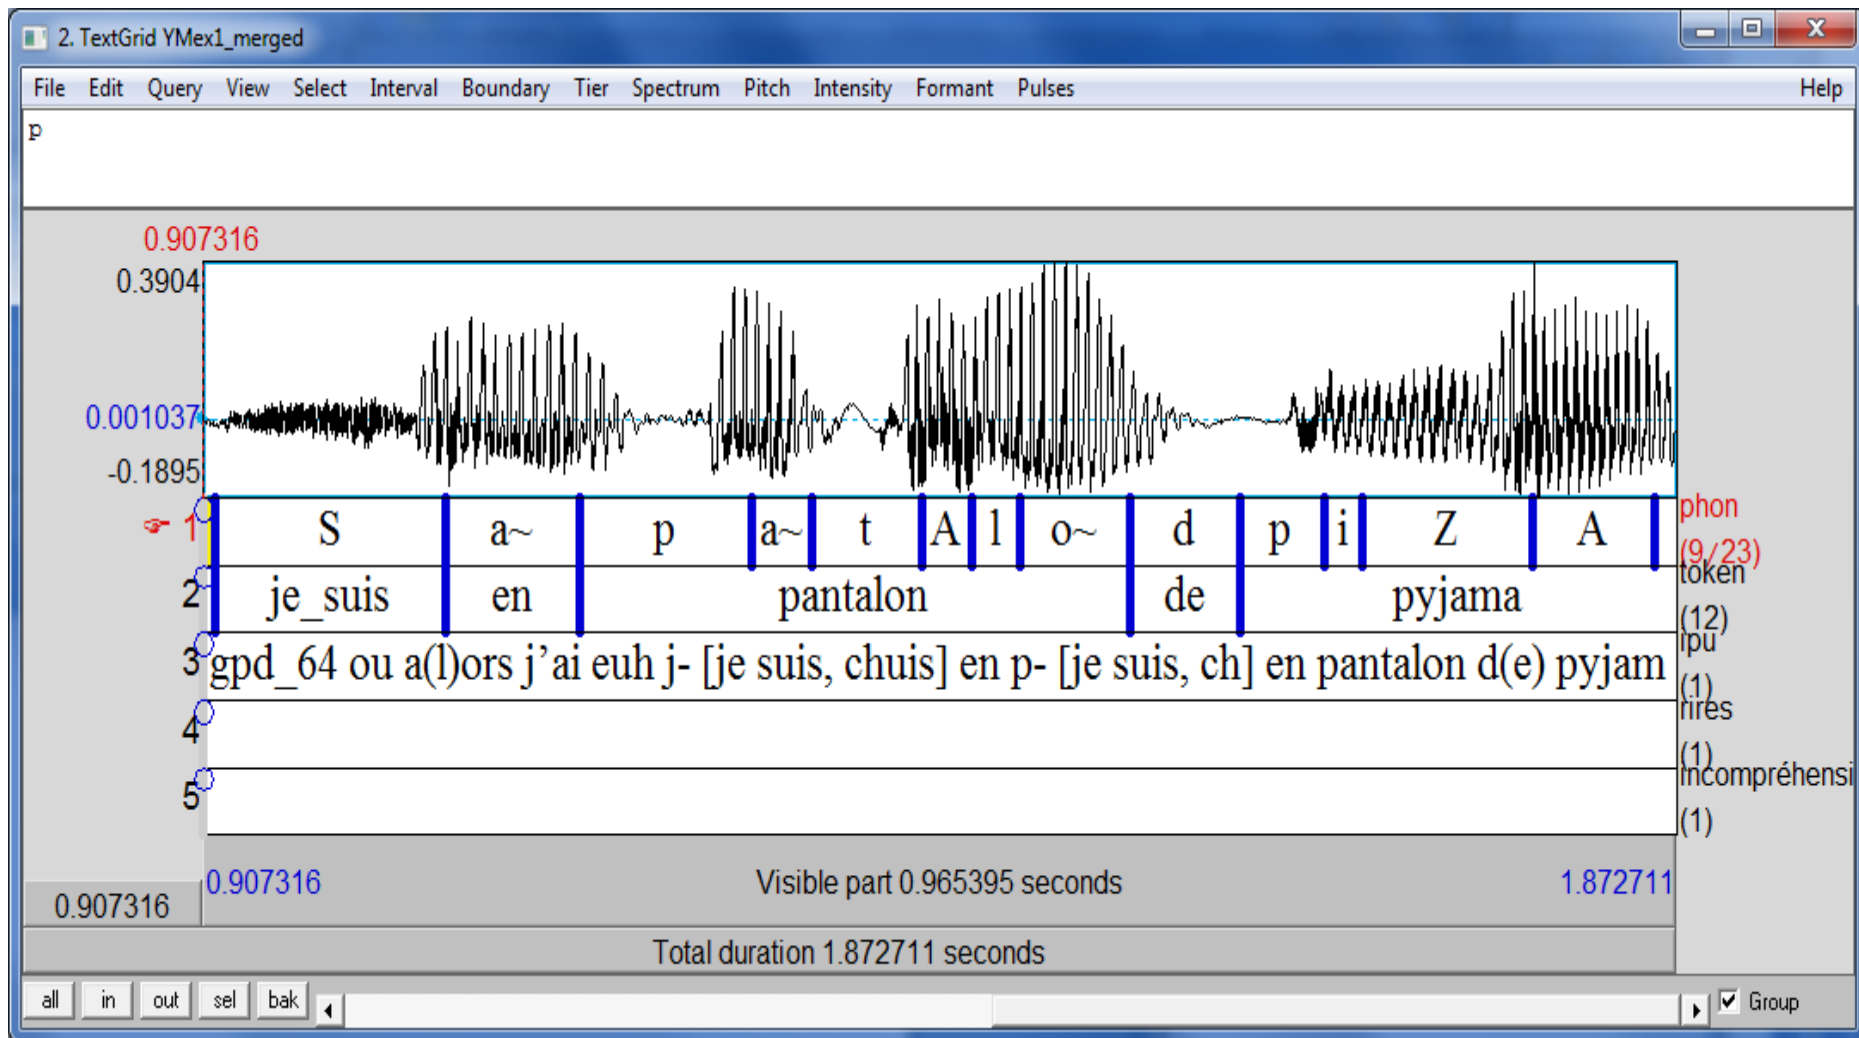 2. TextGrid YMex1_merged
File Edit Query View Select Interval Boundary Tier Spectrum Pitch Intensity Formant Pulses Help
p
0.907316
0.3904
0.001037
-0.1895
1 S a~ p a~ t A l o~ d p i Z A phon (9/23)
2 je_suis en pantalon de pyjama token (12)
3 gpd_64 ou a(l)ors j’ai euh j- [je suis, chuis] en p- [je suis, ch] en pantalon d(e) pyjam ipu (1)
4 rires (1)
5 incompréhensi (1)
0.907316 0.907316 Visible part 0.965395 seconds 1.872711
Total duration 1.872711 seconds
all in out sel bak Group